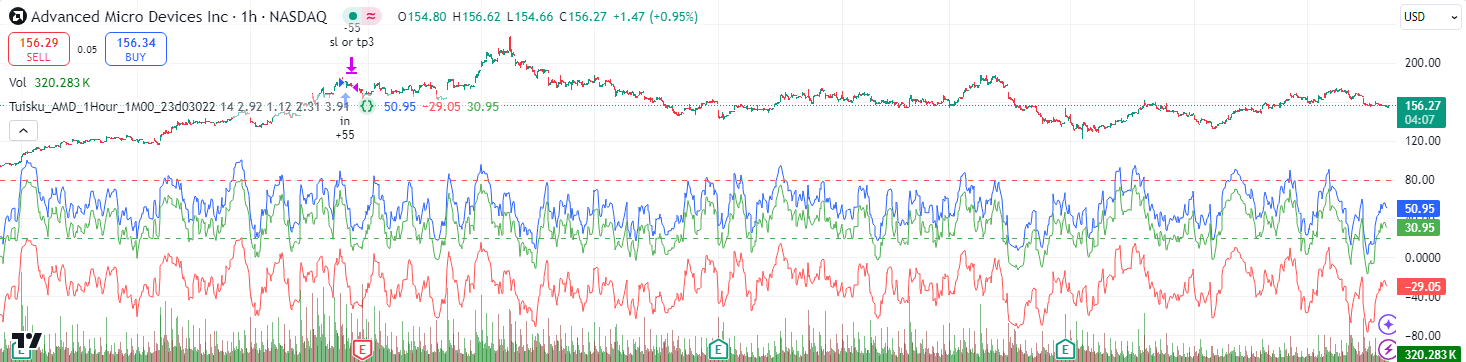 Advanced Micro Devices Inc · 1h · NASDAQ
O154.80 H156.62 L154.66 C156.27 +1.47 (+0.95%)
USD
156.29
SELL
0.05
156.34
BUY
-55
sl or tp3
Vol 320.283 K
Tuisku_AMD_1Hour_1M00_23d03022 14 2.92 1.12 2.31 3.91 {} 50.95 −29.05 30.95
in
+55
200.00
156.27
04:07
120.00
80.00
50.95
30.95
0.0000
−29.05
−40.00
−80.00
320.283 K
E
E
E